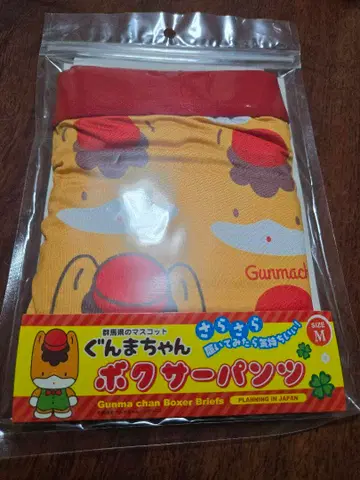 Gunmach
群馬県のマスコット
ぐんまちゃん
さらさら
履いてみたら気持ちいい!
SIZE
M
ボクサーパンツ
Gunma chan Boxer Briefs
PLANNING IN JAPAN